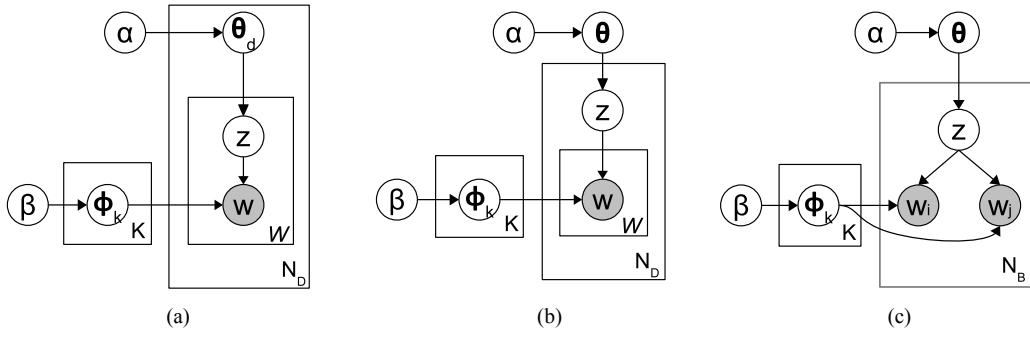 α θd α θ α θ
z z z
β ϕk w β ϕk w β ϕk wi wj
K W K W K
ND ND NB
(a) (b) (c)